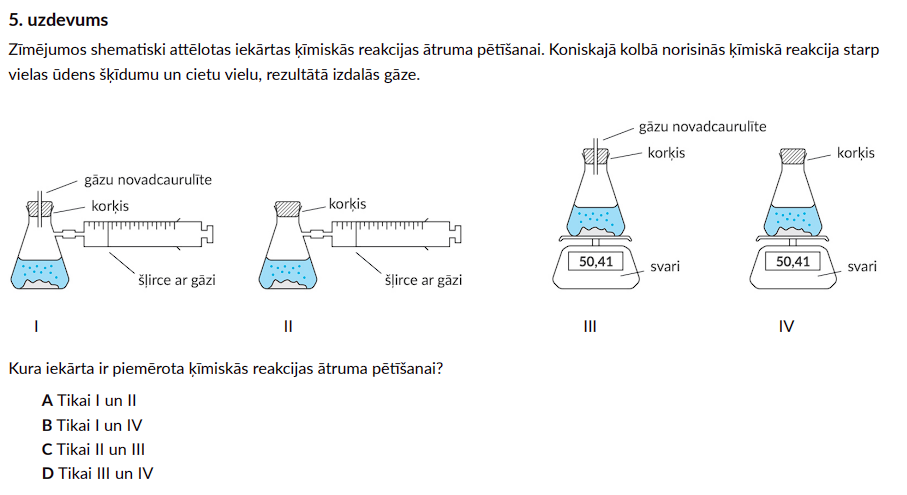 5. uzdevums
Zīmējumos shematiski attēlotas iekārtas ķīmiskās reakcijas ātruma pētīšanai. Koniskajā kolbā norisinās ķīmiskā reakcija starp
vielas ūdens šķīdumu un cietu vielu, rezultātā izdalās gāze.
gāzu novadcaurulīte
korķis
šļirce ar gāzi
I
korķis
šļirce ar gāzi
II
gāzu novadcaurulīte
korķis
50,41
svari
III
korķis
50,41
svari
IV
Kura iekārta ir piemērota ķīmiskās reakcijas ātruma pētīšanai?
A Tikai I un II
B Tikai I un IV
C Tikai II un III
D Tikai III un IV